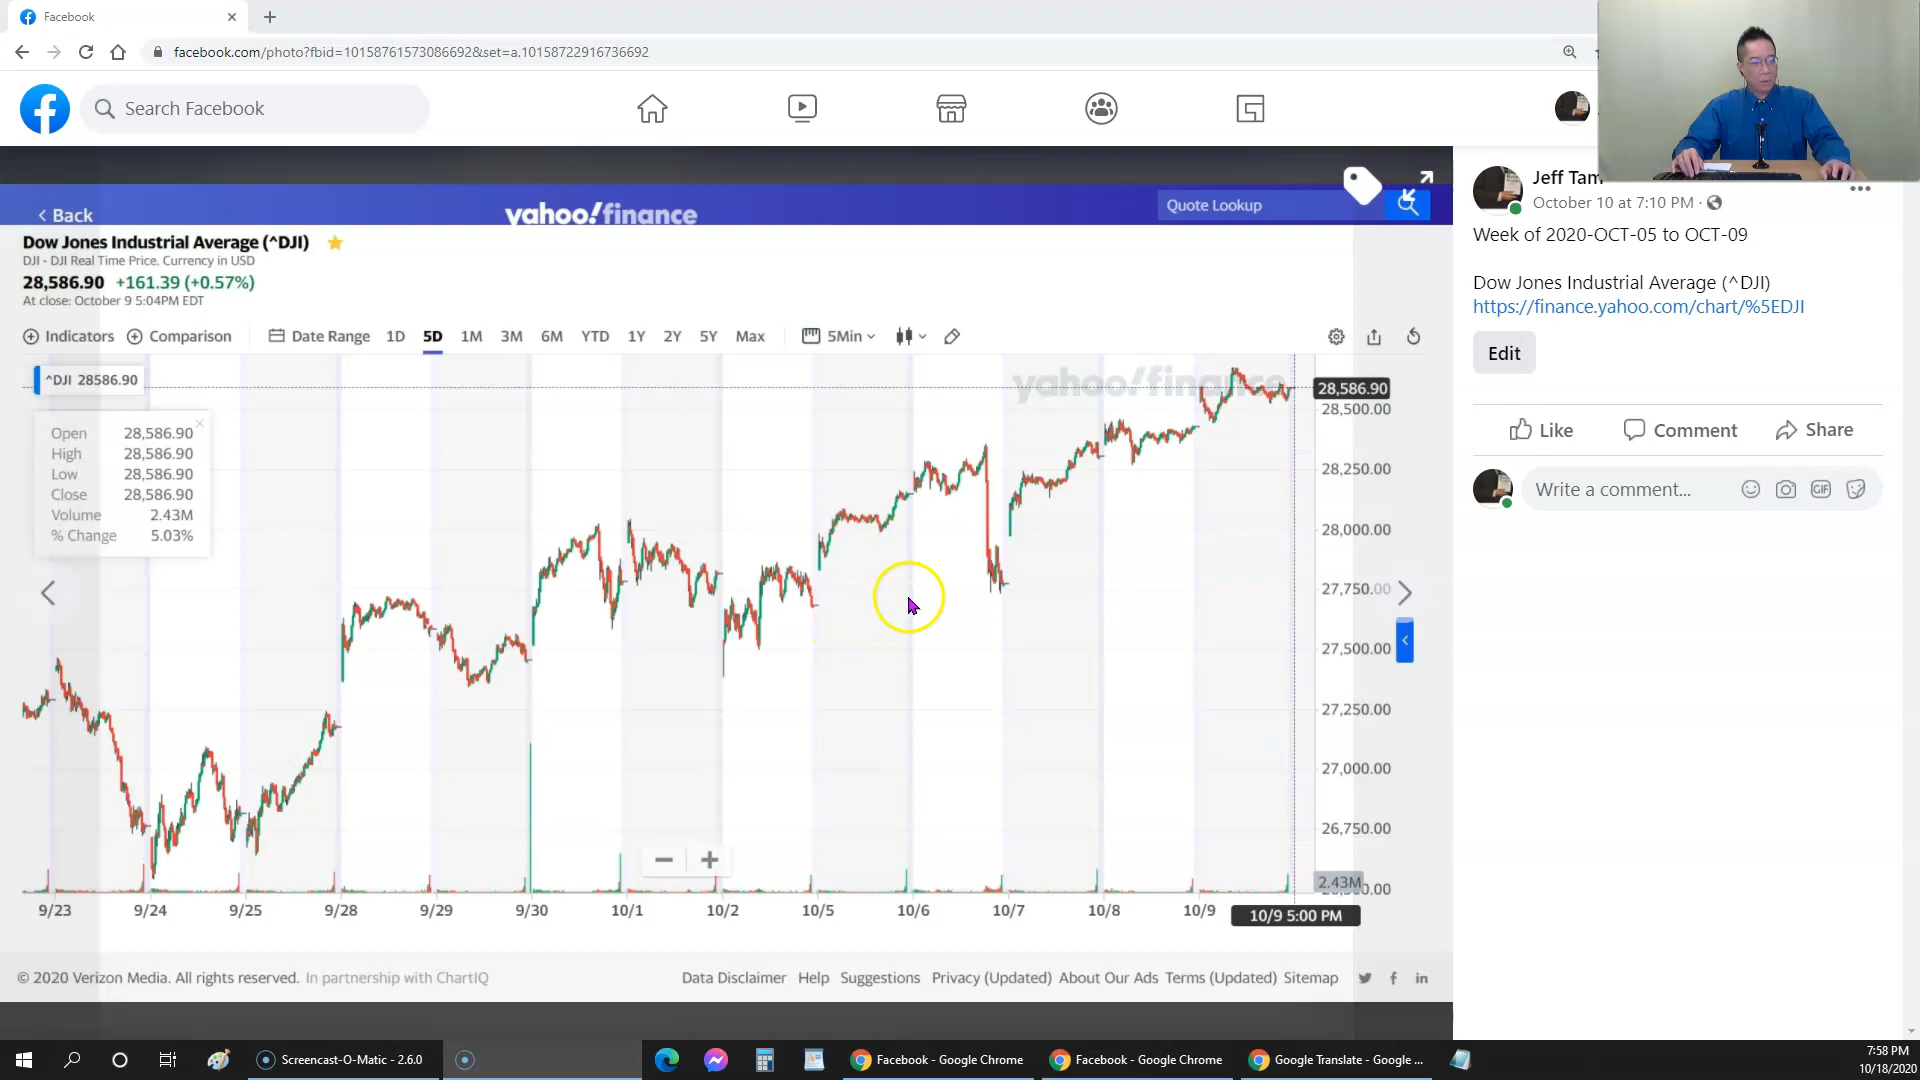 Facebook
facebook.com/photo?fbid=10158761573086692&set=a.10158722916736692
Search Facebook
Back
yahoo!finance
Quote Lookup
Dow Jones Industrial Average (^DJI)
DJI - DJI Real Time Price. Currency in USD
28,586.90 +161.39 (+0.57%)
At close: October 9 5:04PM EDT
Indicators Comparison Date Range 1D 5D 1M 3M 6M YTD 1Y 2Y 5Y Max 5Min
^DJI 28586.90
yahoo!finance
Open 28,586.90
High 28,586.90
Low 28,586.90
Close 28,586.90
Volume 2.43M
% Change 5.03%
28,586.90
28,500.00
28,250.00
28,000.00
27,750.00
27,500.00
27,250.00
27,000.00
26,750.00
2.43M
9/23 9/24 9/25 9/28 9/29 9/30 10/1 10/2 10/5 10/6 10/7 10/8 10/9 10/9 5:00 PM
© 2020 Verizon Media. All rights reserved. In partnership with ChartIQ
Data Disclaimer Help Suggestions Privacy (Updated) About Our Ads Terms (Updated) Sitemap
Jeff Tam
October 10 at 7:10 PM
Week of 2020-OCT-05 to OCT-09
Dow Jones Industrial Average (^DJI)
https://finance.yahoo.com/chart/%5EDJI
Edit
Like Comment Share
Write a comment...
GIF
Screencast-O-Matic - 2.6.0
Facebook - Google Chrome
Facebook - Google Chrome
Google Translate - Google ...
7:58 PM
10/18/2020